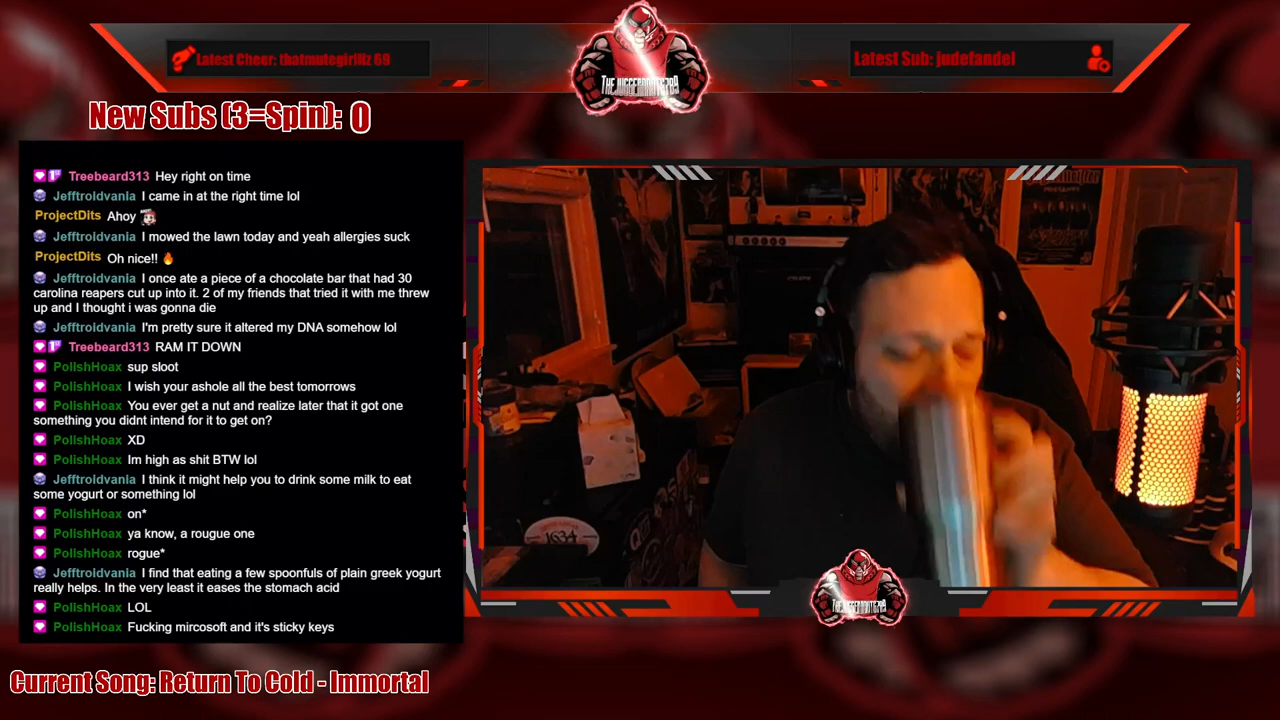 Latest Cheer: thatmutegirlliz 69
THEJUGGERNAUT6789
Latest Sub: judefandel
New Subs (3=Spin): 0
Treebeard313 Hey right on time
Jefftroidvania I came in at the right time lol
ProjectDits Ahoy
Jefftroidvania I mowed the lawn today and yeah allergies suck
ProjectDits Oh nice!!
Jefftroidvania I once ate a piece of a chocolate bar that had 30
carolina reapers cut up into it. 2 of my friends that tried it with me threw
up and I thought i was gonna die
Jefftroidvania I'm pretty sure it altered my DNA somehow lol
Treebeard313 RAM IT DOWN
PolishHoax sup sloot
PolishHoax I wish your ashole all the best tomorrows
PolishHoax You ever get a nut and realize later that it got one
something you didnt intend for it to get on?
PolishHoax XD
PolishHoax Im high as shit BTW lol
Jefftroidvania I think it might help you to drink some milk to eat
some yogurt or something lol
PolishHoax on*
PolishHoax ya know, a rougue one
PolishHoax rogue*
Jefftroidvania I find that eating a few spoonfuls of plain greek yogurt
really helps. In the very least it eases the stomach acid
PolishHoax LOL
PolishHoax Fucking mircosoft and it's sticky keys
1634
Current Song: Return To Cold - Immortal